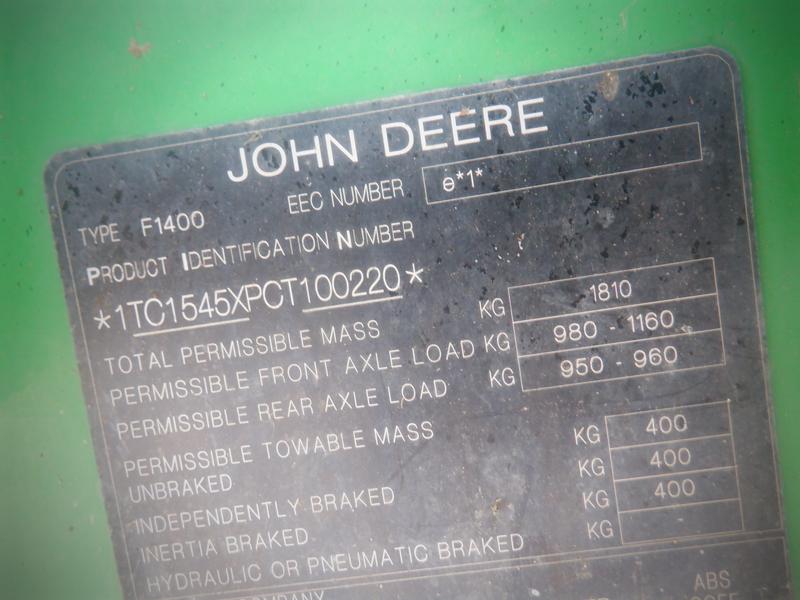 JOHN DEERE
EEC NUMBER e*1*
TYPE F1400
PRODUCT IDENTIFICATION NUMBER
*1TC1545XPCT100220*
TOTAL PERMISSIBLE MASS KG 1810
PERMISSIBLE FRONT AXLE LOAD KG 980 - 1160
PERMISSIBLE REAR AXLE LOAD KG 950 - 960
PERMISSIBLE TOWABLE MASS
UNBRAKED KG 400
INDEPENDENTLY BRAKED KG 400
INERTIA BRAKED KG 400
HYDRAULIC OR PNEUMATIC BRAKED KG
COMPANY ABS